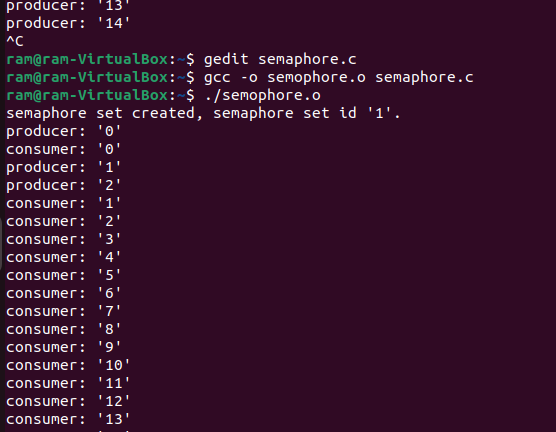 producer: '13'
producer: '14'
^C
ram@ram-VirtualBox:~$ gedit semaphore.c
ram@ram-VirtualBox:~$ gcc -o semophore.o semaphore.c
ram@ram-VirtualBox:~$ ./semophore.o
semaphore set created, semaphore set id '1'.
producer: '0'
consumer: '0'
producer: '1'
producer: '2'
consumer: '1'
consumer: '2'
consumer: '3'
consumer: '4'
consumer: '5'
consumer: '6'
consumer: '7'
consumer: '8'
consumer: '9'
consumer: '10'
consumer: '11'
consumer: '12'
consumer: '13'